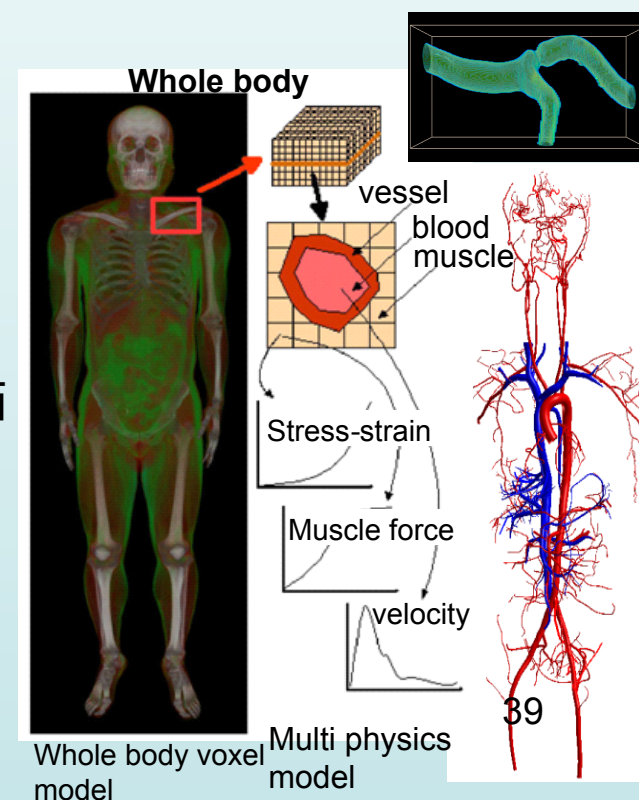 Whole body
vessel
blood
muscle
i
Stress-strain
Muscle force
velocity
39
Whole body voxel
model
Multi physics
model